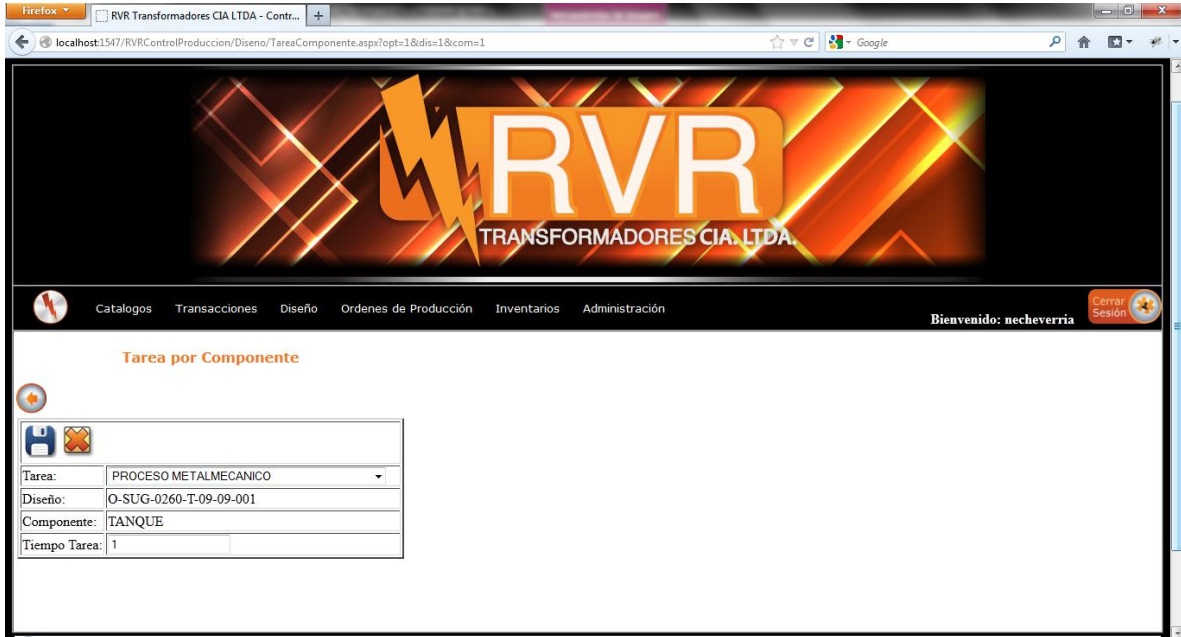 Firefox
RVR Transformadores CIA LTDA - Contr...
localhost:1547/RVRControlProduccion/Diseno/TareaComponente.aspx?opt=1&dis=1&com=1
Google
RVR
TRANSFORMADORES CIA. LTDA.
Catalogos Transacciones Diseño Ordenes de Producción Inventarios Administración
Bienvenido: necheverria
Cerrar
Sesión
Tarea por Componente
Tarea: PROCESO METALMECANICO
Diseño: O-SUG-0260-T-09-09-001
Componente: TANQUE
Tiempo Tarea: 1